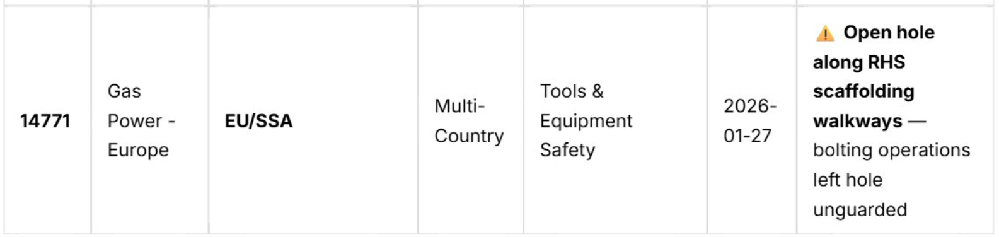 14771
Gas
Power -
Europe
EU/SSA
Multi-
Country
Tools &
Equipment
Safety
2026-
01-27
⚠️ Open hole
along RHS
scaffolding
walkways —
bolting operations
left hole
unguarded